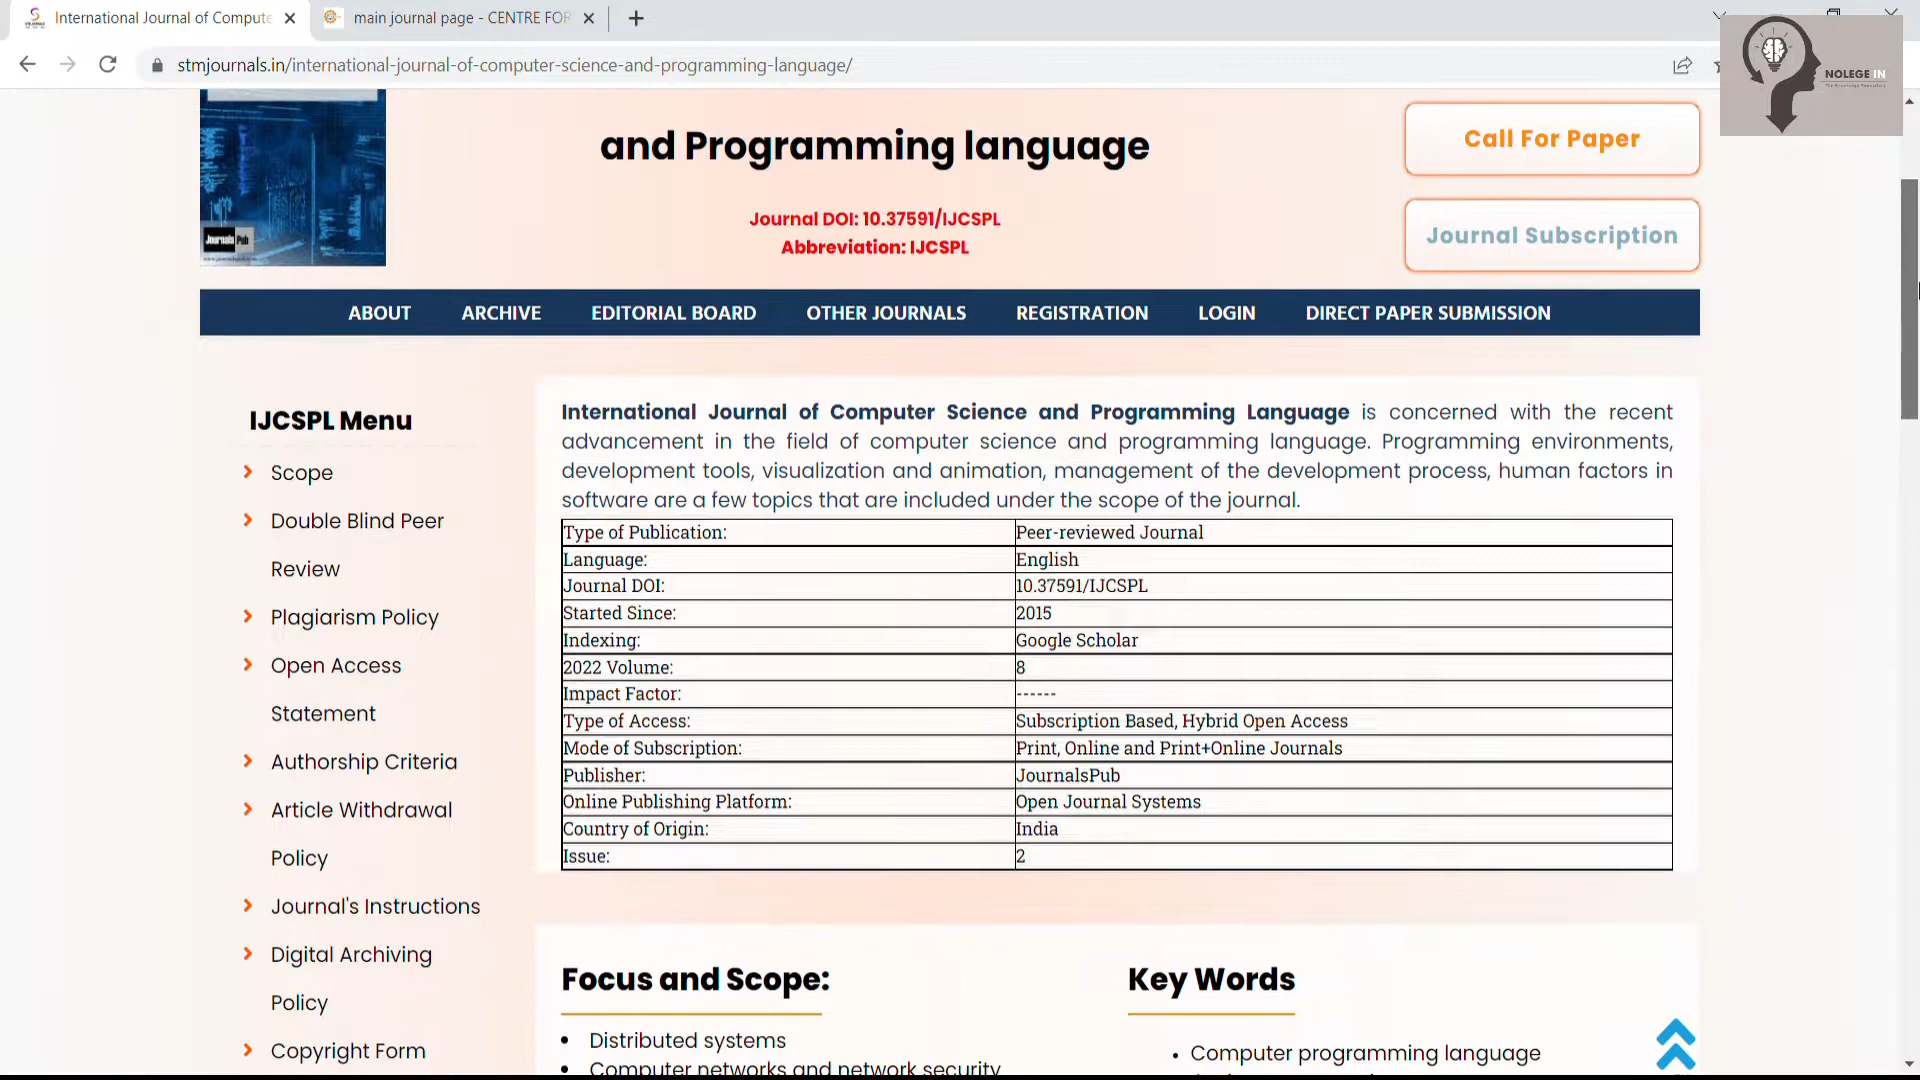 International Journal of Compute
main journal page - CENTRE FOR
stmjournals.in/international-journal-of-computer-science-and-programming-language/
NOLEGE IN
Journals Pub
and Programming language
Journal DOI: 10.37591/IJCSPL
Abbreviation: IJCSPL
Call For Paper
Journal Subscription
ABOUT ARCHIVE EDITORIAL BOARD OTHER JOURNALS REGISTRATION LOGIN DIRECT PAPER SUBMISSION
IJCSPL Menu
Scope
Double Blind Peer
Review
Plagiarism Policy
Open Access
Statement
Authorship Criteria
Article Withdrawal
Policy
Journal's Instructions
Digital Archiving
Policy
Copyright Form
International Journal of Computer Science and Programming Language is concerned with the recent
advancement in the field of computer science and programming language. Programming environments,
development tools, visualization and animation, management of the development process, human factors in
software are a few topics that are included under the scope of the journal.
Type of Publication: Peer-reviewed Journal
Language: English
Journal DOI: 10.37591/IJCSPL
Started Since: 2015
Indexing: Google Scholar
2022 Volume: 8
Impact Factor: ------
Type of Access: Subscription Based, Hybrid Open Access
Mode of Subscription: Print, Online and Print+Online Journals
Publisher: JournalsPub
Online Publishing Platform: Open Journal Systems
Country of Origin: India
Issue: 2
Focus and Scope:
Distributed systems
Computer networks and network security
Key Words
Computer programming language